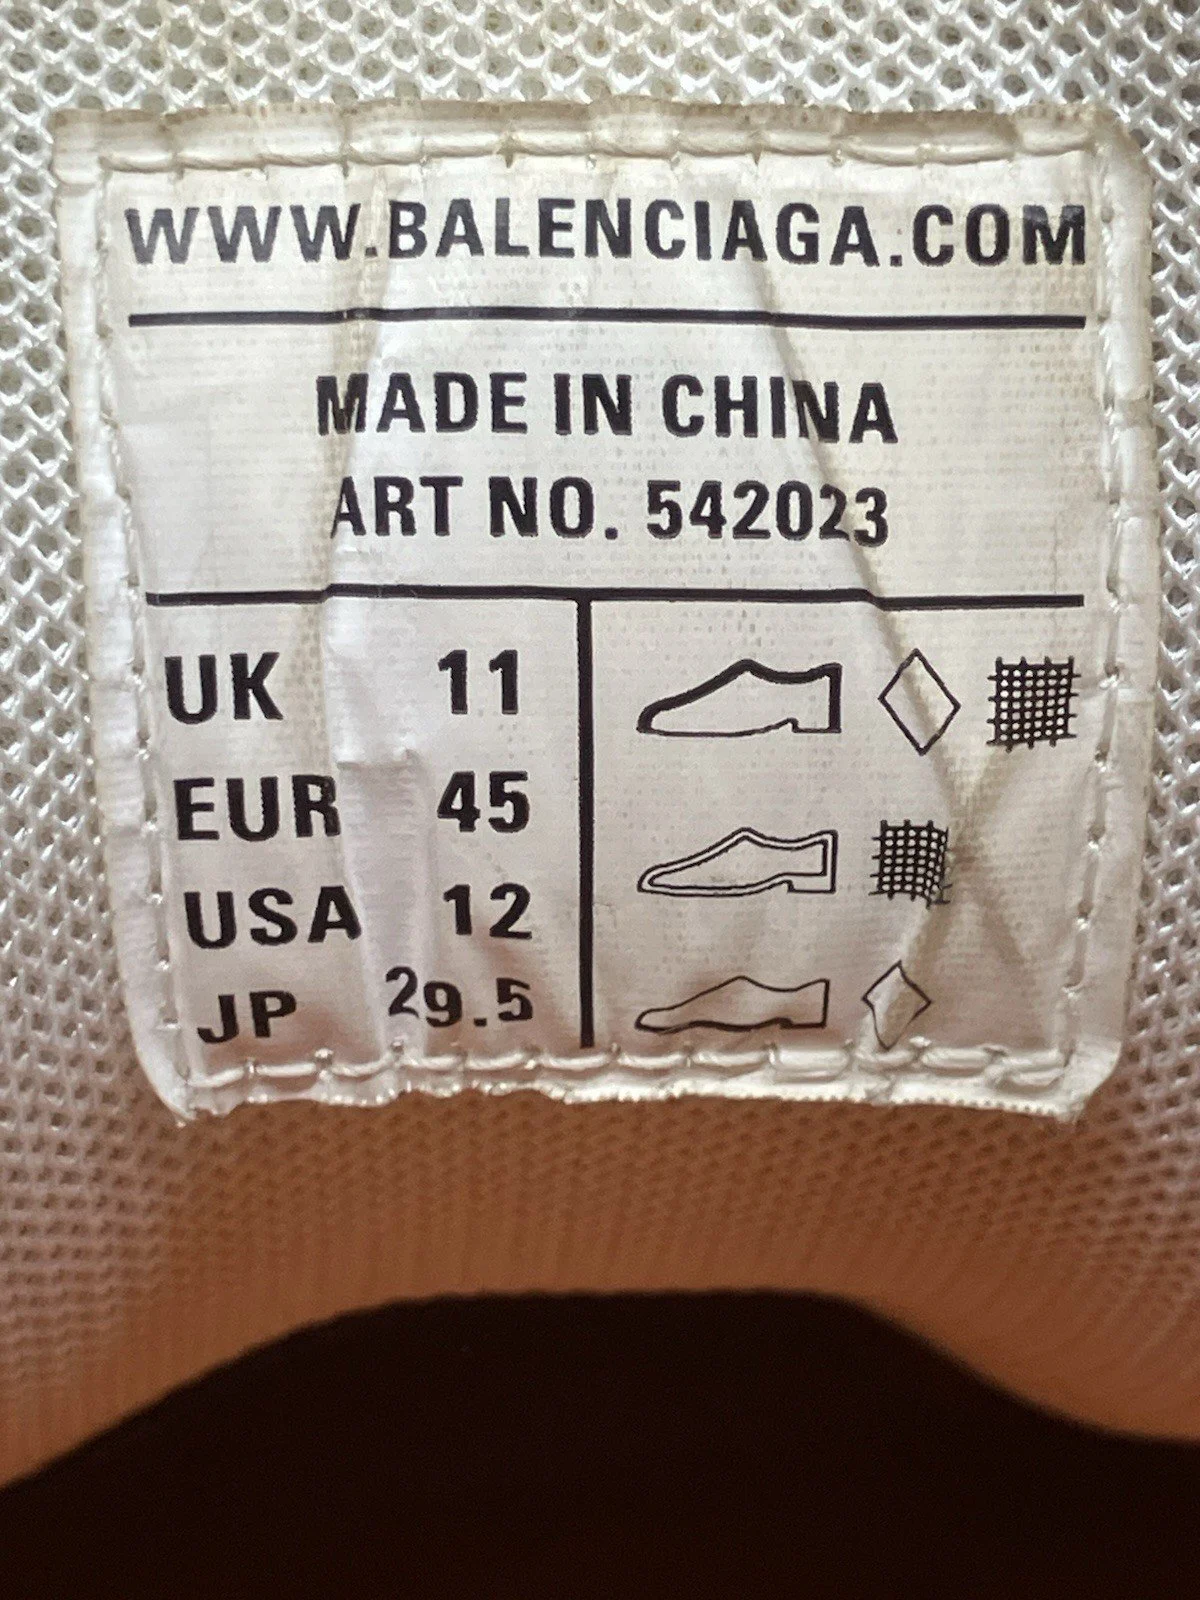 WWW.BALENCIAGA.COM
MADE IN CHINA
ART NO. 542023
UK 11
EUR 45
USA 12
JP 29.5